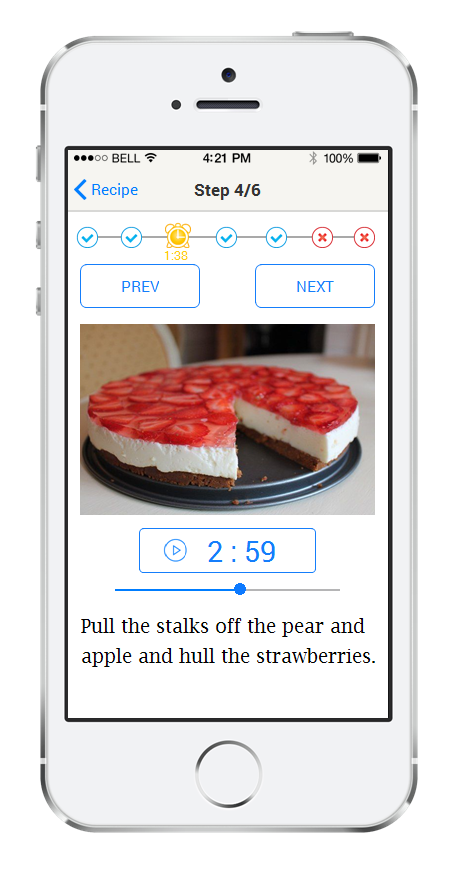 BELL 4:21 PM 100%
Recipe Step 4/6
1:38
PREV NEXT
2 : 59
Pull the stalks off the pear and
apple and hull the strawberries.